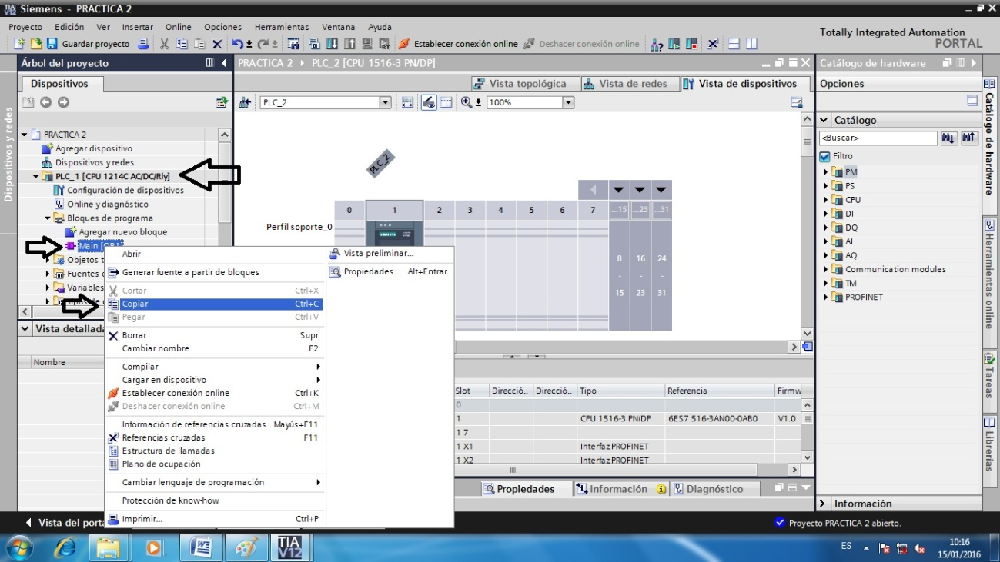 Siemens - PRACTICA 2
Proyecto Edición Ver Insertar Online Opciones Herramientas Ventana Ayuda
Totally Integrated Automation
PORTAL
Guardar proyecto
Establecer conexión online
Deshacer conexión online
Árbol del proyecto
Dispositivos
Dispositivos y redes
PRACTICA 2
Agregar dispositivo
Dispositivos y redes
PLC_1 [CPU 1214C AC/DC/Rly]
Configuración de dispositivos
Online y diagnóstico
Bloques de programa
Agregar nuevo bloque
Main [OB1]
Objetos t
Fuentes e
Variables
Tipos de d
Vista detallada
Nombre
Abrir
Generar fuente a partir de bloques
Cortar Ctrl+X
Copiar Ctrl+C
Pegar Ctrl+V
Borrar Supr
Cambiar nombre F2
Compilar
Cargar en dispositivo
Establecer conexión online Ctrl+K
Deshacer conexión online Ctrl+M
Información de referencias cruzadas Mayús+F11
Referencias cruzadas F11
Estructura de llamadas
Plano de ocupación
Cambiar lenguaje de programación
Protección de know-how
Imprimir... Ctrl+P
Vista preliminar...
Propiedades... Alt+Entrar
PRACTICA 2 PLC_2 [CPU 1516-3 PN/DP]
Vista topológica Vista de redes Vista de dispositivos
PLC_2 100%
PLC_2
0 1 2 3 4 5 6 7 ...15 ...23 ...31
Perfil soporte_0
SIEMENS
8 16 24
- - -
15 23 31
Slot Direcció.. Direcció.. Tipo Referencia Firmw
0
1 CPU 1516-3 PN/DP 6ES7 516-3AN00-0AB0 V1.0
1 7
1 X1 Interfaz PROFINET
1 X2 Interfaz PROFINET
Propiedades Información Diagnóstico
Catálogo de hardware
Opciones
Catálogo
<Buscar>
Filtro
PM
PS
CPU
DI
DQ
AI
AQ
Communication modules
TM
PROFINET
Información
Catálogo de hardware
Herramientas online
Tareas
Librerías
Vista del porta
Proyecto PRACTICA 2 abierto.
TIA
V12
ES
10:16
15/01/2016